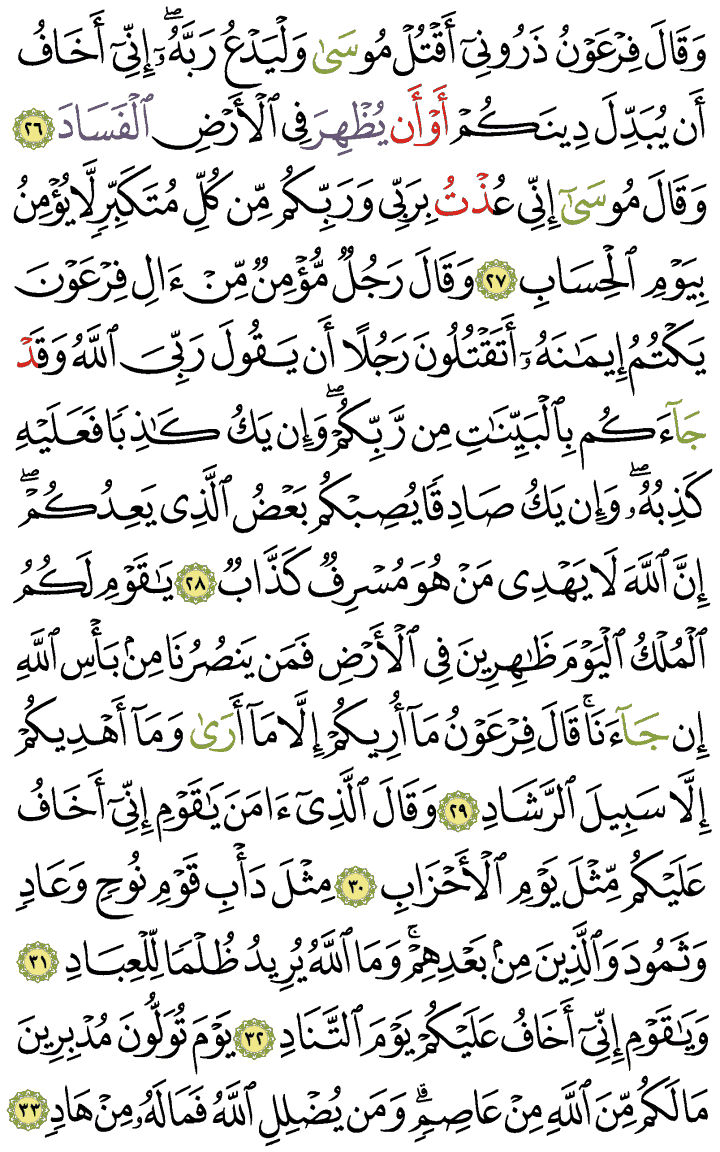 وَقَالَ فِرۡعَوۡنُ ذَرُونِيٓ أَقۡتُلۡ مُوسَىٰ وَلۡيَدۡعُ رَبَّهُۥٓۖ إِنِّيٓ أَخَافُ
أَن يُبَدِّلَ دِينَكُمۡ أَوۡ أَن يُظۡهِرَ فِي ٱلۡأَرۡضِ ٱلۡفَسَادَ ٢٦
وَقَالَ مُوسَىٰٓ إِنِّي عُذۡتُ بِرَبِّي وَرَبِّكُم مِّن كُلِّ مُتَكَبِّرٖ لَّا يُؤۡمِنُ
بِيَوۡمِ ٱلۡحِسَابِ ٢٧ وَقَالَ رَجُلٞ مُّؤۡمِنٞ مِّنۡ ءَالِ فِرۡعَوۡنَ
يَكۡتُمُ إِيمَٰنَهُۥٓ أَتَقۡتُلُونَ رَجُلًا أَن يَقُولَ رَبِّيَ ٱللَّهُ وَقَدۡ
جَآءَكُم بِٱلۡبَيِّنَٰتِ مِن رَّبِّكُمۡۖ وَإِن يَكُ كَٰذِبٗا فَعَلَيۡهِ
كَذِبُهُۥۖ وَإِن يَكُ صَادِقٗا يُصِبۡكُم بَعۡضُ ٱلَّذِي يَعِدُكُمۡۖ
إِنَّ ٱللَّهَ لَا يَهۡدِي مَنۡ هُوَ مُسۡرِفٞ كَذَّابٞ ٢٨ يَٰقَوۡمِ لَكُمُ
ٱلۡمُلۡكُ ٱلۡيَوۡمَ ظَٰهِرِينَ فِي ٱلۡأَرۡضِ فَمَن يَنصُرُنَا مِنۢ بَأۡسِ ٱللَّهِ
إِن جَآءَنَاۚ قَالَ فِرۡعَوۡنُ مَآ أُرِيكُمۡ إِلَّا مَآ أَرَىٰ وَمَآ أَهۡدِيكُمۡ
إِلَّا سَبِيلَ ٱلرَّشَادِ ٢٩ وَقَالَ ٱلَّذِيٓ ءَامَنَ يَٰقَوۡمِ إِنِّيٓ أَخَافُ
عَلَيۡكُم مِّثۡلَ يَوۡمِ ٱلۡأَحۡزَابِ ٣٠ مِثۡلَ دَأۡبِ قَوۡمِ نُوحٖ وَعَادٖ
وَثَمُودَ وَٱلَّذِينَ مِنۢ بَعۡدِهِمۡۚ وَمَا ٱللَّهُ يُرِيدُ ظُلۡمٗا لِّلۡعِبَادِ ٣١
وَيَٰقَوۡمِ إِنِّيٓ أَخَافُ عَلَيۡكُمۡ يَوۡمَ ٱلتَّنَادِ ٣٢ يَوۡمَ تُوَلُّونَ مُدۡبِرِينَ
مَا لَكُم مِّنَ ٱللَّهِ مِنۡ عَاصِمٖۗ وَمَن يُضۡلِلِ ٱللَّهُ فَمَا لَهُۥ مِنۡ هَادٖ ٣٣